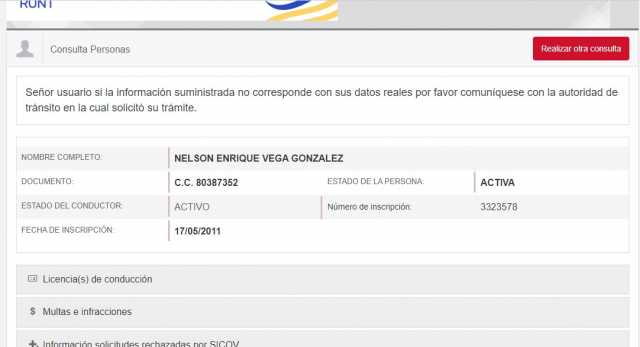 RUNT
Consulta Personas
Realizar otra consulta
Señor usuario si la información suministrada no corresponde con sus datos reales por favor comuníquese con la autoridad de
tránsito en la cual solicitó su trámite.
NOMBRE COMPLETO: NELSON ENRIQUE VEGA GONZALEZ
DOCUMENTO: C.C. 80387352 ESTADO DE LA PERSONA: ACTIVA
ESTADO DEL CONDUCTOR: ACTIVO Número de inscripción: 3323578
FECHA DE INSCRIPCIÓN: 17/05/2011
Licencia(s) de conducción
$ Multas e infracciones
Información solicitudes rechazadas por SICOV